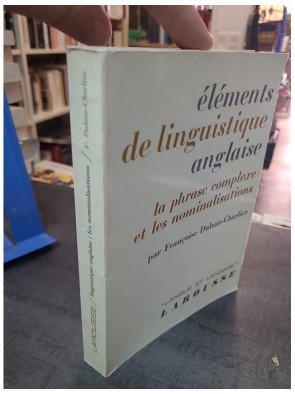 éléments
de linguistique
anglaise
la phrase complexe
et les nominalisations
par Françoise Dubois-Charlier
"LANGUE ET LANGAGE"
LAROUSSE
LAROUSSE / linguistique anglaise : les nominalisations / F. Dubois-Charlier